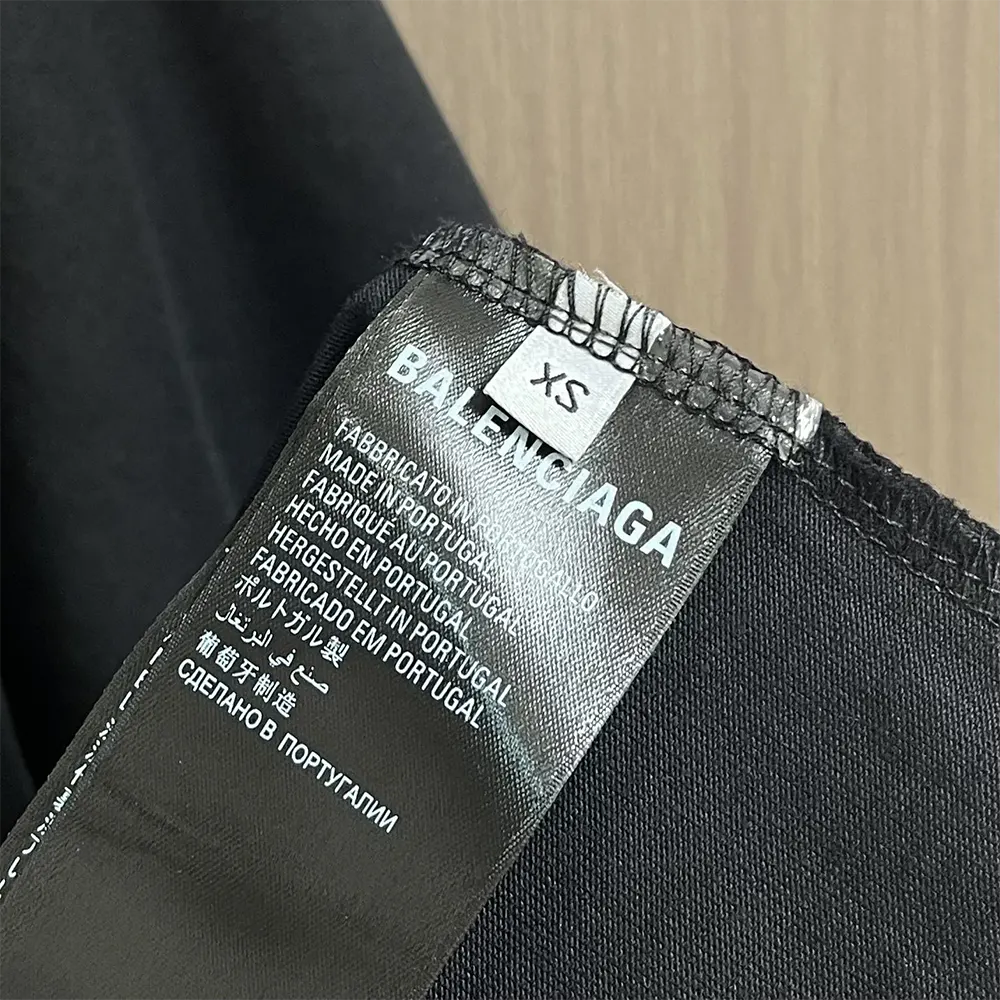 XS
BALENCIAGA
FABBRICATO IN PORTOGALLO
MADE IN PORTUGAL
FABRIQUÉ AU PORTUGAL
HECHO EN PORTUGAL
HERGESTELLT IN PORTUGAL
FABRICADO EM PORTUGAL
ポルトガル製
صنع في البرتغال
葡萄牙制造
СДЕЛАНО В ПОРТУГАЛИИ